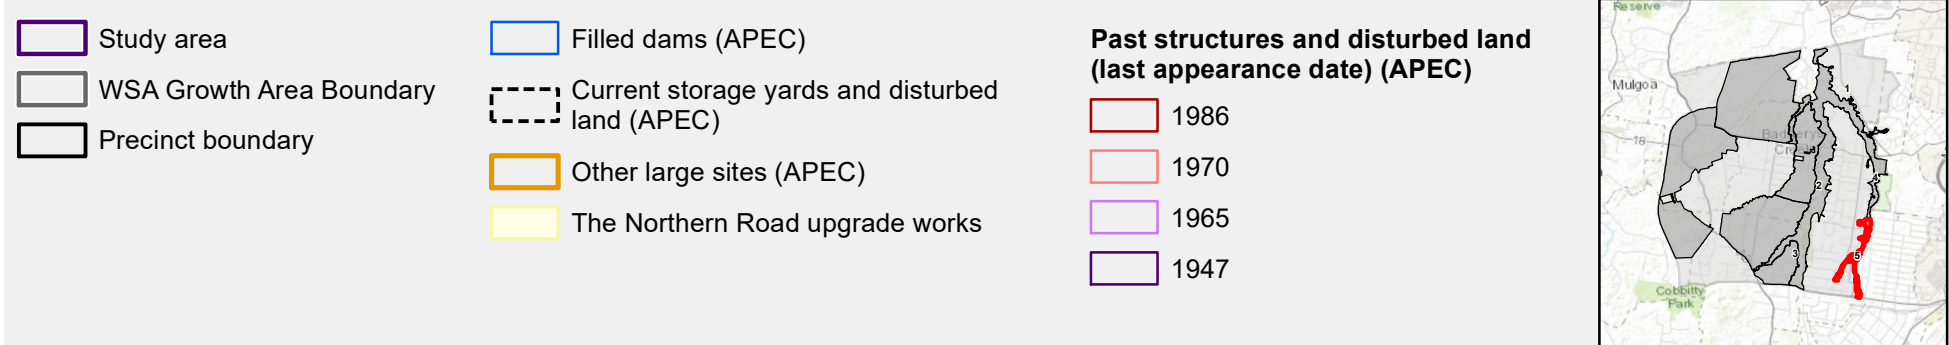 Study area
WSA Growth Area Boundary
Precinct boundary
Filled dams (APEC)
Current storage yards and disturbed
land (APEC)
Other large sites (APEC)
The Northern Road upgrade works
Past structures and disturbed land
(last appearance date) (APEC)
1986
1970
1965
1947
Reserve
Mulgoa
1
18
Badgerys
Creek
4
2
3
5
Cobbitty
Park